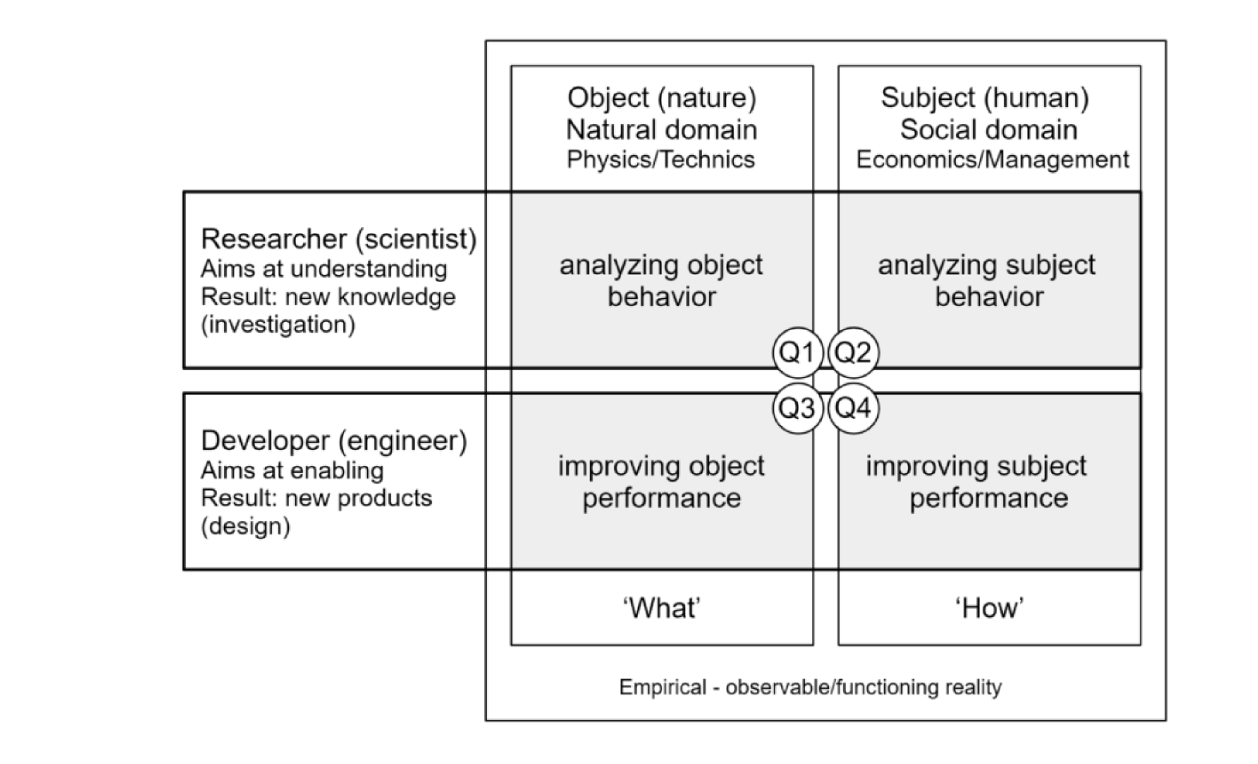 Object (nature)
Natural domain
Physics/Technics
Subject (human)
Social domain
Economics/Management
Researcher (scientist)
Aims at understanding
Result: new knowledge
(investigation)
analyzing object
behavior
analyzing subject
behavior
Q1
Q2
Q3
Q4
Developer (engineer)
Aims at enabling
Result: new products
(design)
improving object
performance
improving subject
performance
‘What’
‘How’
Empirical - observable/functioning reality